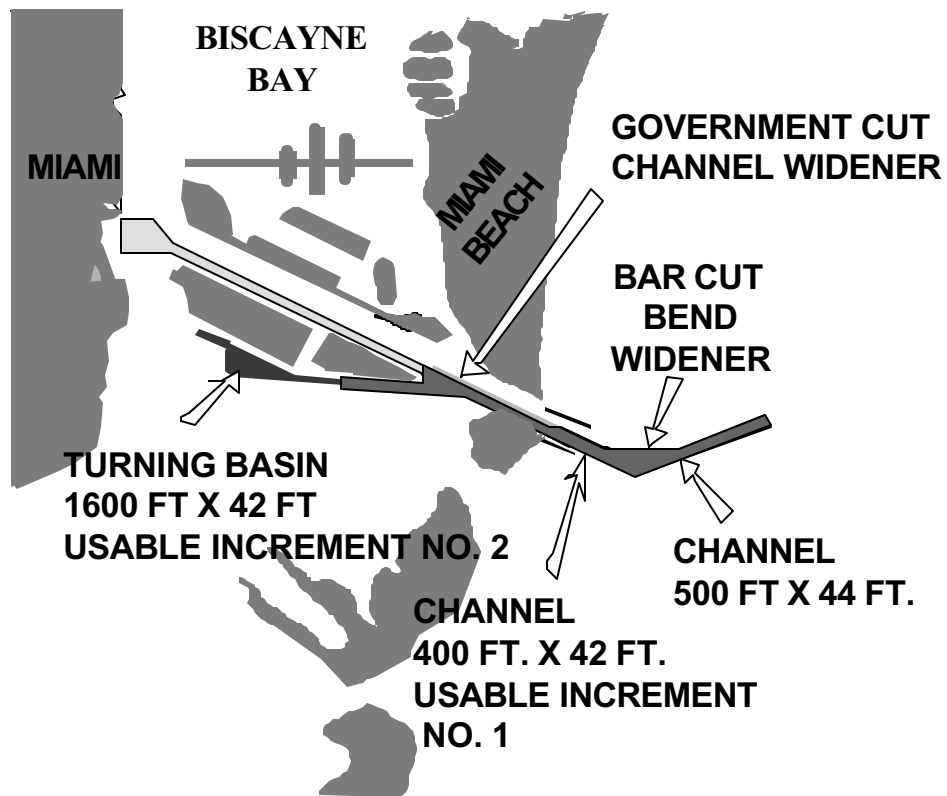 BISCAYNE
BAY
GOVERNMENT CUT
CHANNEL WIDENER
MIAMI
MIAMI
BEACH
BAR CUT
BEND
WIDENER
TURNING BASIN
1600 FT X 42 FT
USABLE INCREMENT NO. 2
CHANNEL
500 FT X 44 FT.
CHANNEL
400 FT. X 42 FT.
USABLE INCREMENT
NO. 1